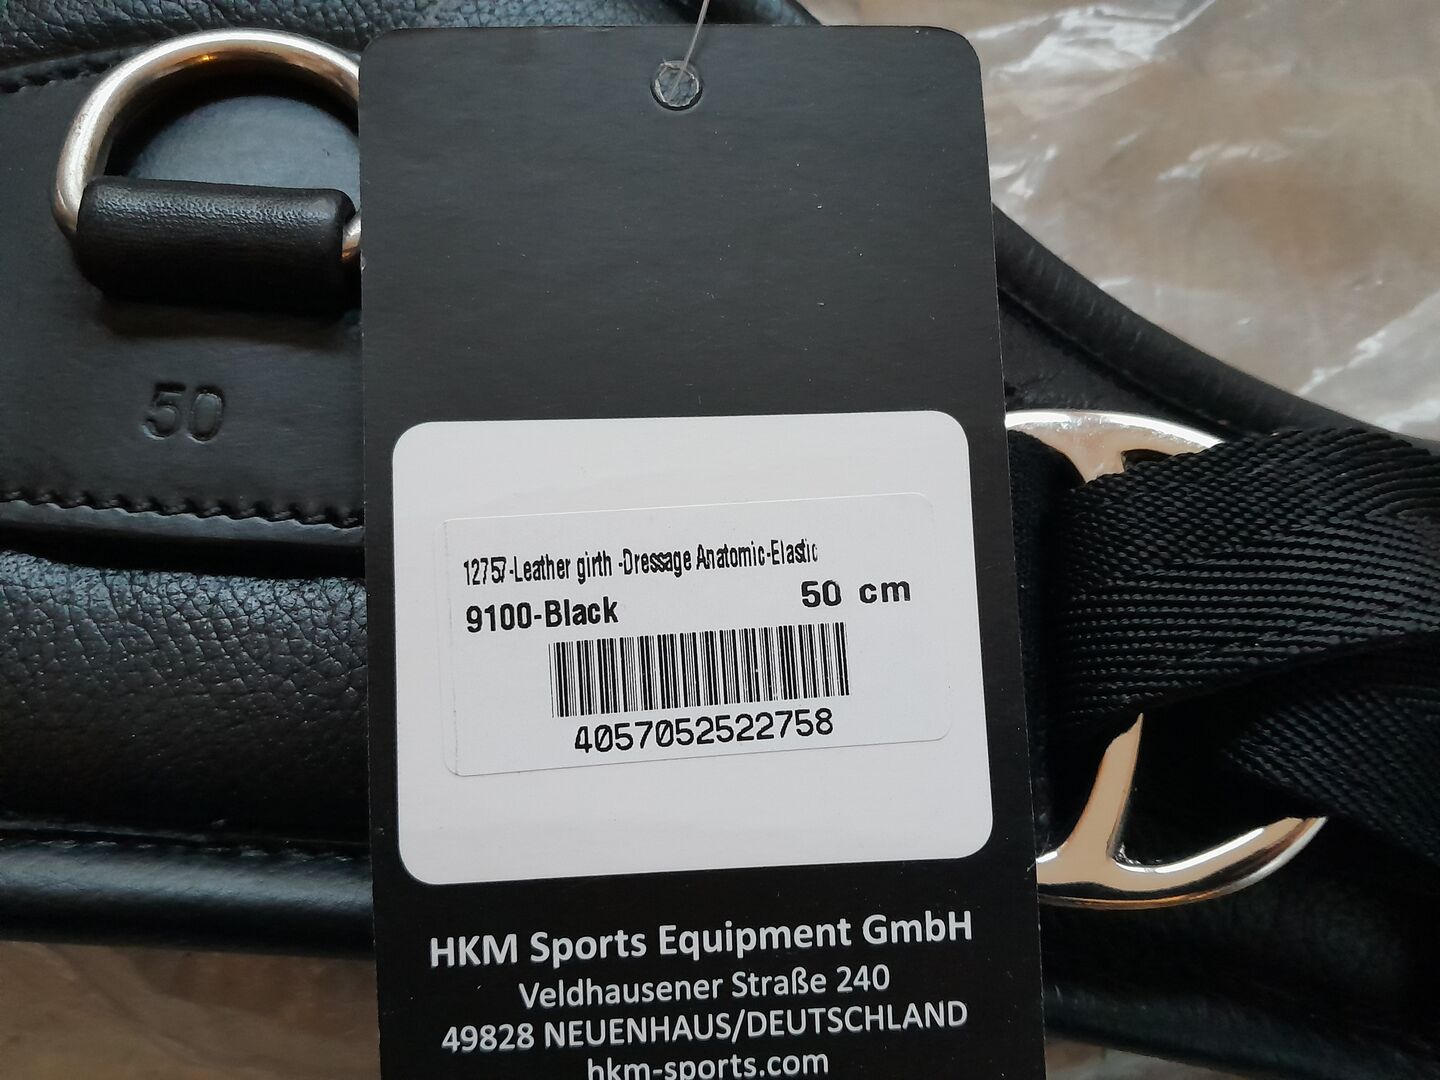 50
12757-Leather girth -Dressage Anatomic-Elastic
9100-Black 50 cm
4057052522758
HKM Sports Equipment GmbH
Veldhausener Straße 240
49828 NEUENHAUS/DEUTSCHLAND
hkm-sports.com